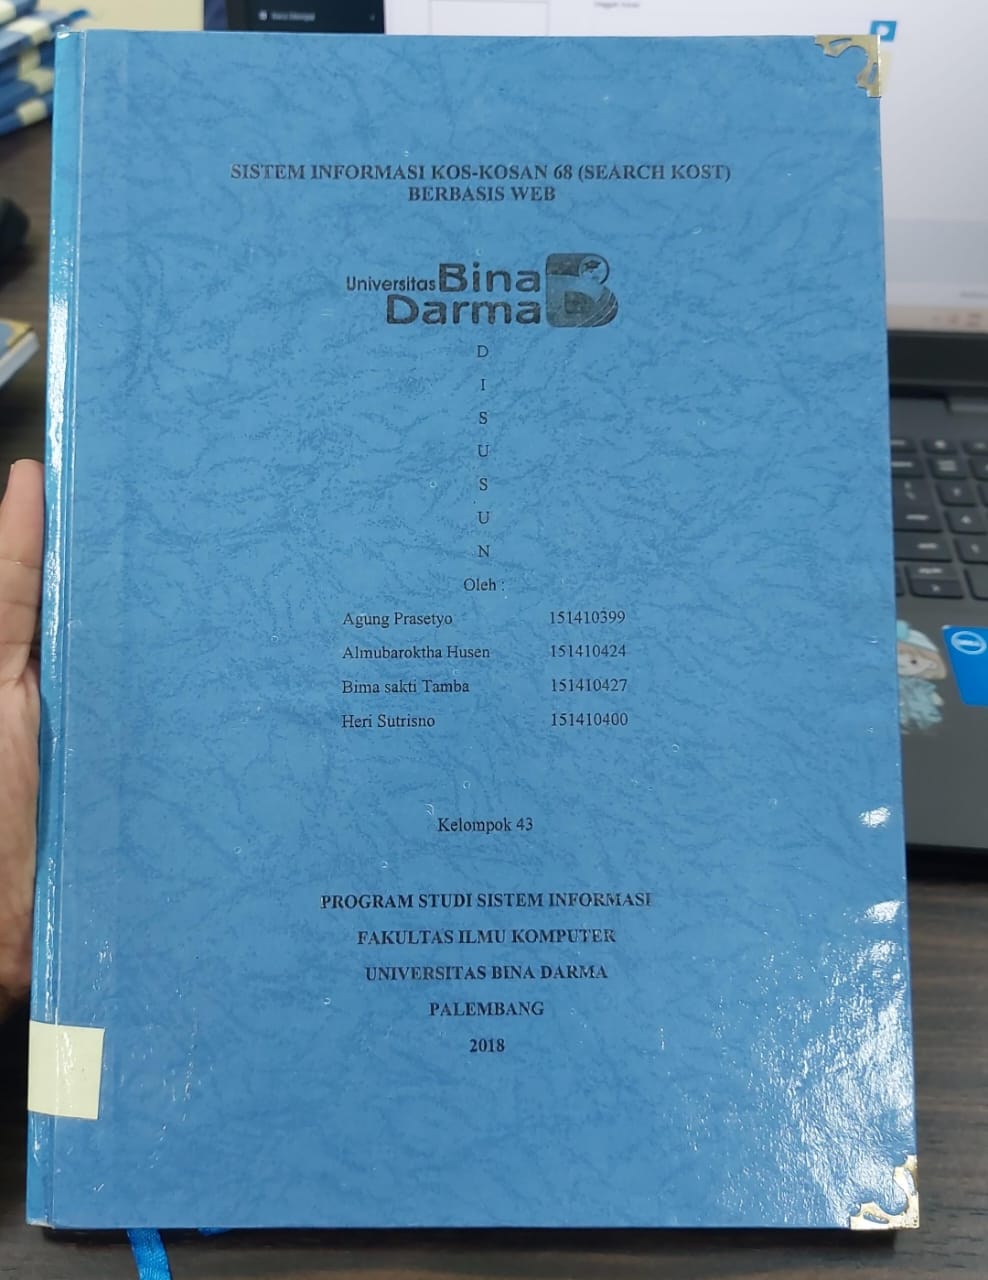 SISTEM INFORMASI KOS-KOSAN 68 (SEARCH KOST)
BERBASIS WEB
Universitas Bina
Darma
D
I
S
U
S
U
N
Oleh :
Agung Prasetyo 151410399
Almubaroktha Husen 151410424
Bima sakti Tamba 151410427
Heri Sutrisno 151410400
Kelompok 43
PROGRAM STUDI SISTEM INFORMASI
FAKULTAS ILMU KOMPUTER
UNIVERSITAS BINA DARMA
PALEMBANG
2018